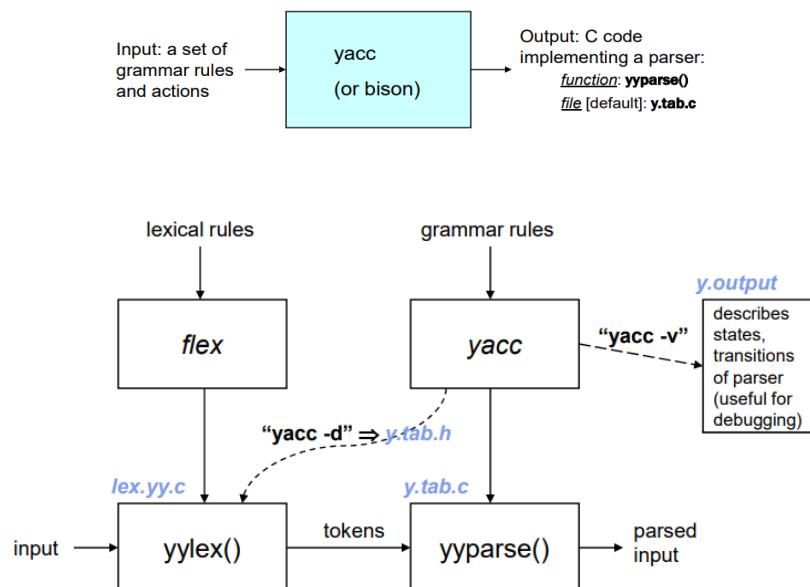 Input: a set of
grammar rules
and actions
yacc
(or bison)
Output: C code
implementing a parser:
function: yyparse()
file [default]: y.tab.c
lexical rules
grammar rules
flex
yacc
"yacc -v"
y.output
describes
states,
transitions
of parser
(useful for
debugging)
"yacc -d" ⇒ y.tab.h
lex.yy.c
y.tab.c
input
yylex()
tokens
yyparse()
parsed
input